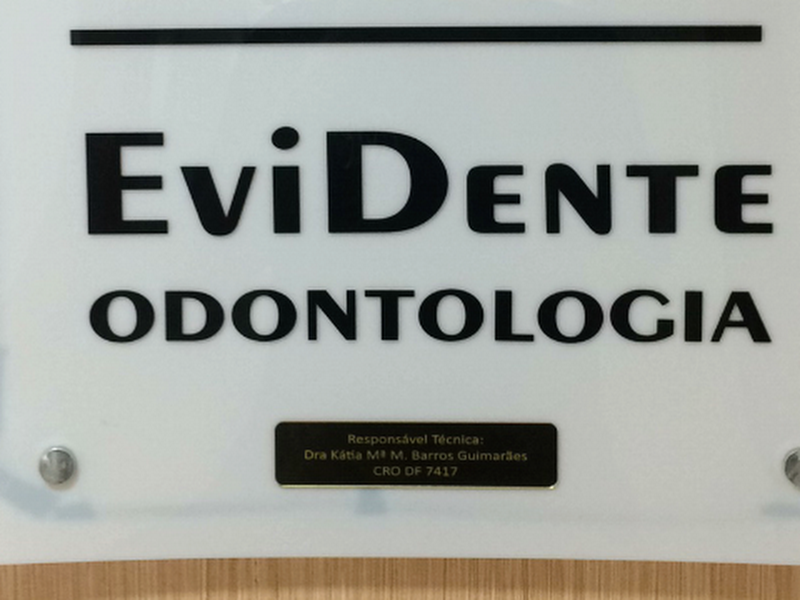 EviDENTE
ODONTOLOGIA
Responsável Técnica:
Dra Kátia Mª M. Barros Guimarães
CRO DF 7417